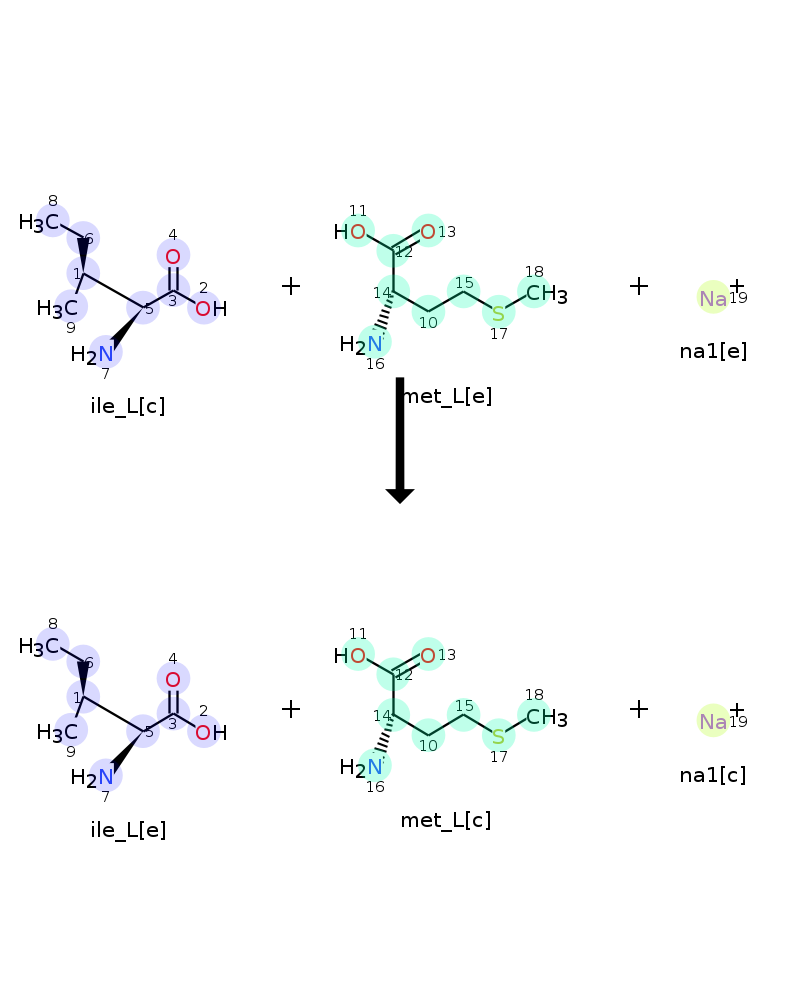 8
H3C 6
4
O
1 2
3 OH
H3C 5
9
H2N
7
ile_L[c]
+
11
HO O 13
12
14 15 18
CH3
10 S
17
H2N
16
met_L[e]
+
Na +
19
na1[e]
8
H3C 6
4
O
1 2
3 OH
H3C 5
9
H2N
7
ile_L[e]
+
11
HO O 13
12
14 15 18
CH3
10 S
17
H2N
16
met_L[c]
+
Na +
19
na1[c]